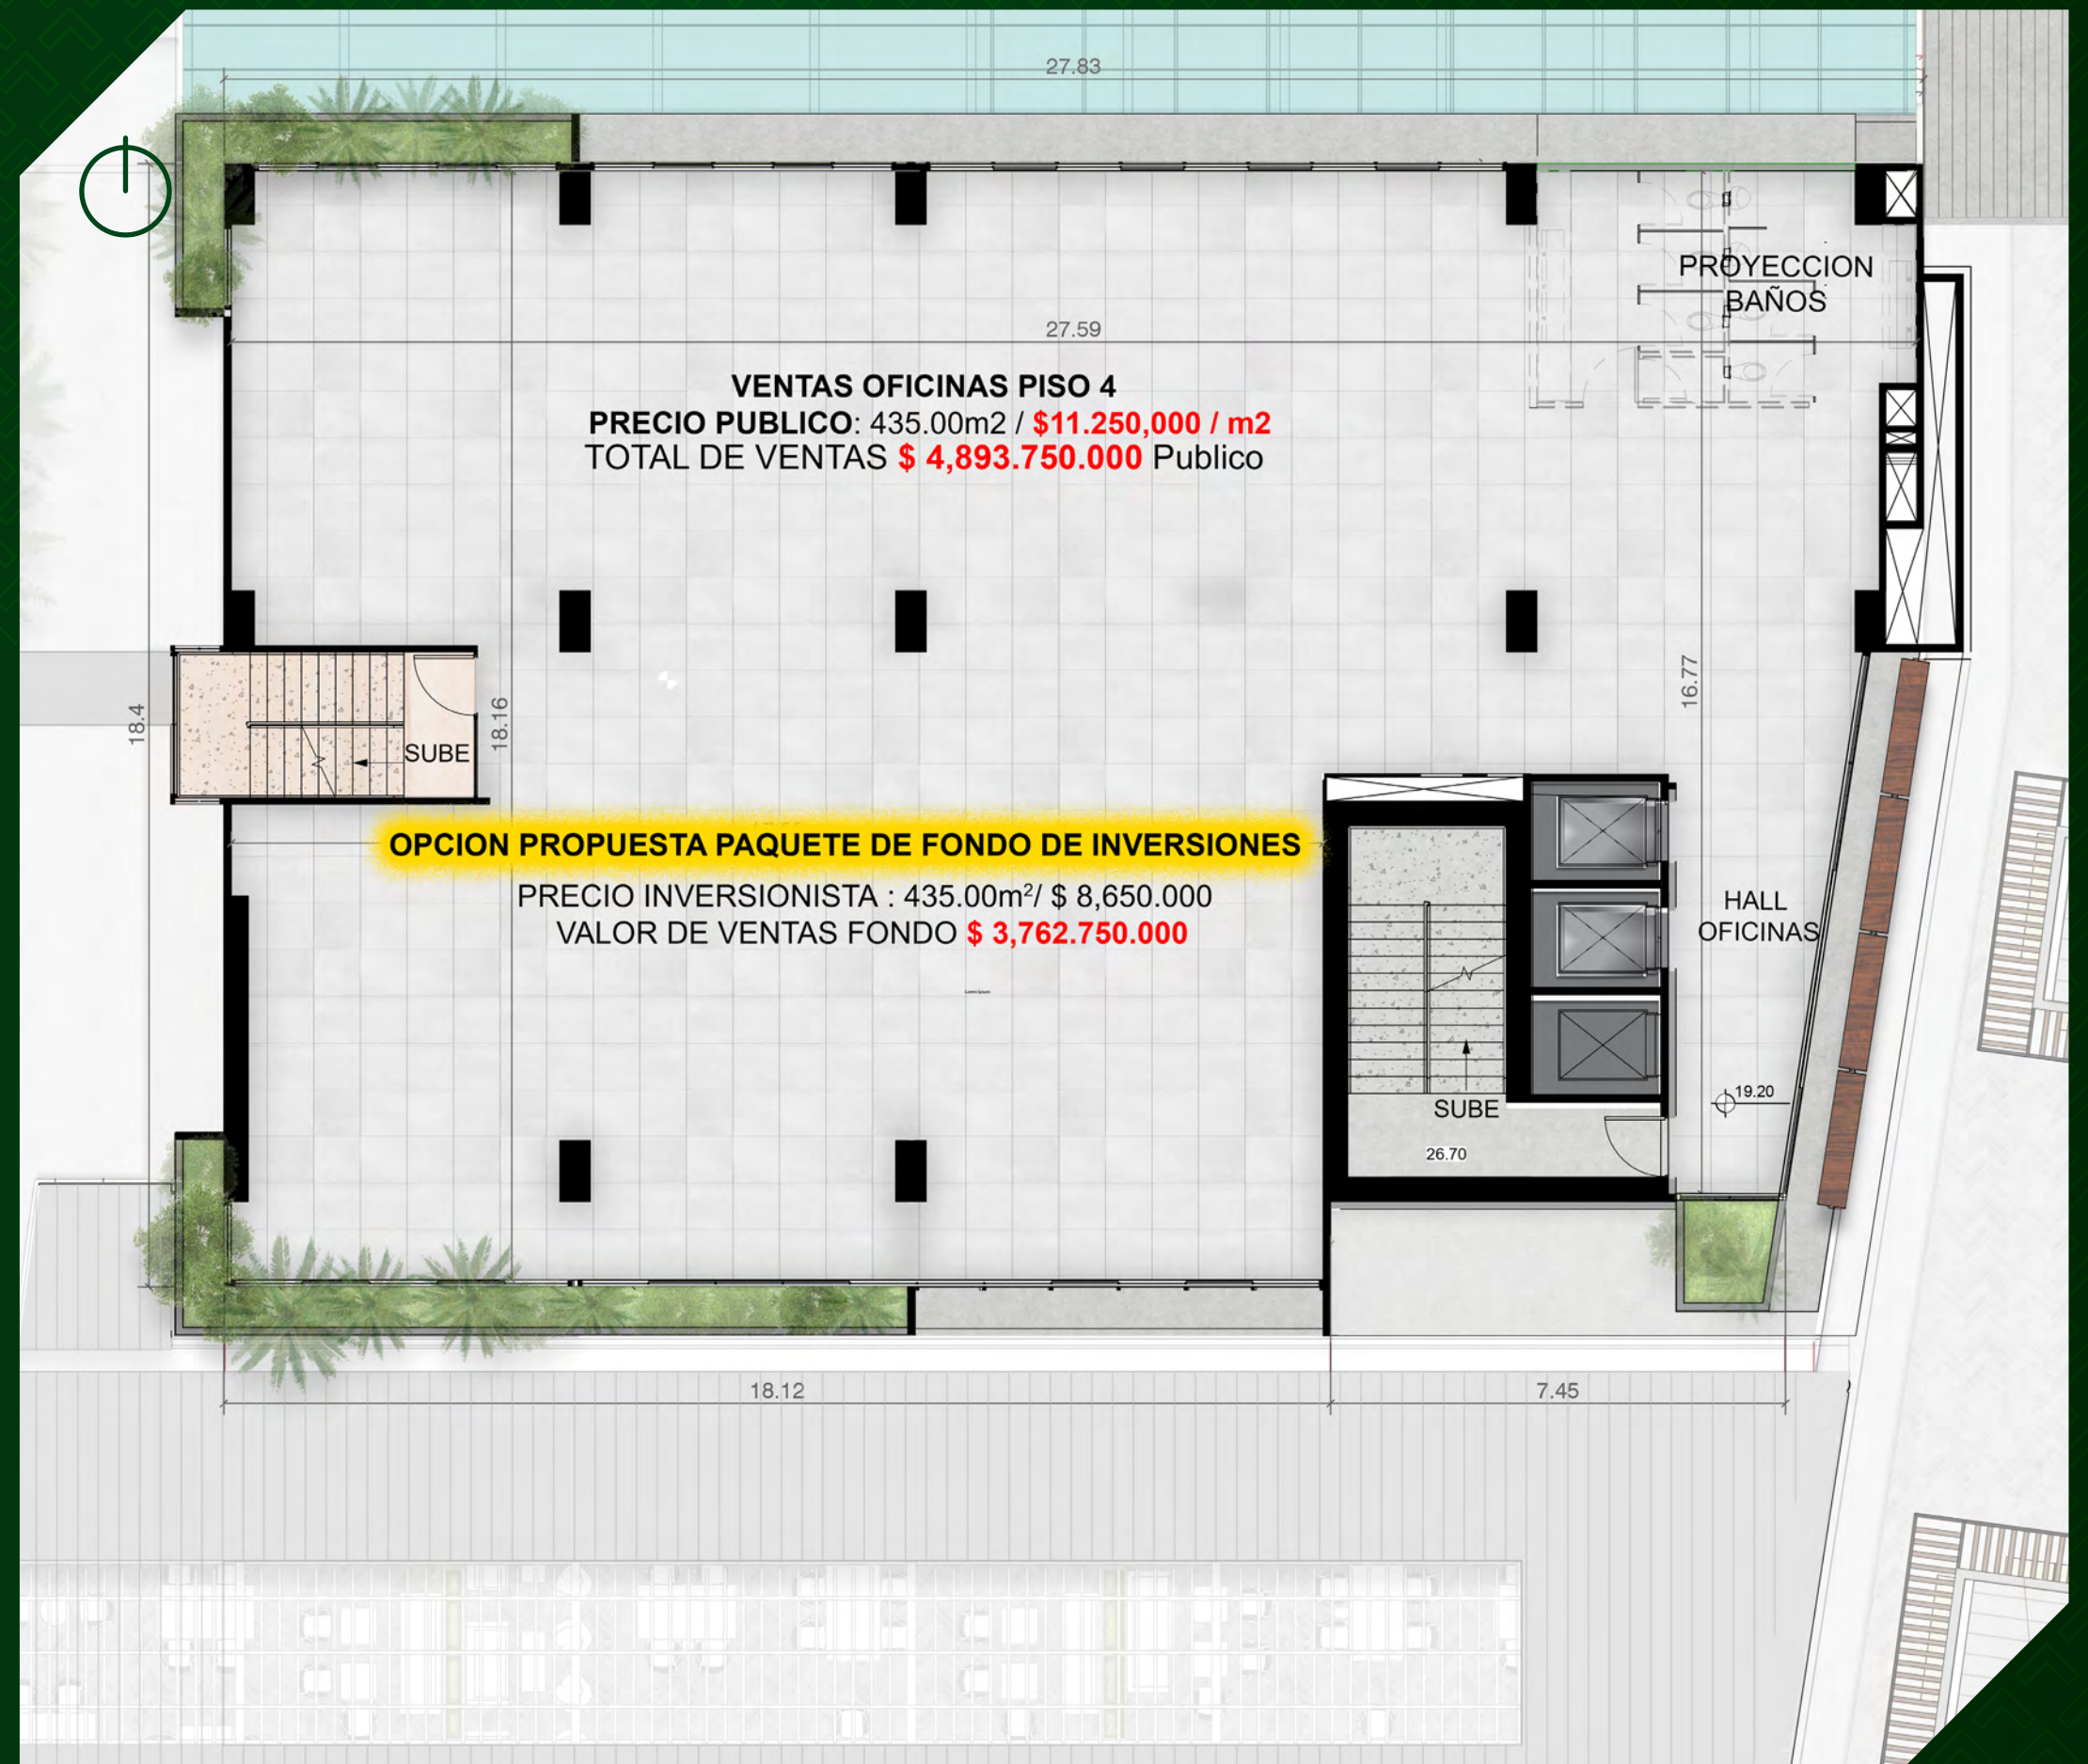 27.83
PROYECCION
BAÑOS
27.59
VENTAS OFICINAS PISO 4
PRECIO PUBLICO: 435.00m2 / $11.250,000 / m2
TOTAL DE VENTAS $ 4,893.750.000 Publico
16.77
18.4
18.16
SUBE
OPCION PROPUESTA PAQUETE DE FONDO DE INVERSIONES
PRECIO INVERSIONISTA : 435.00m²/ $ 8,650.000
VALOR DE VENTAS FONDO $ 3,762.750.000
HALL
OFICINAS
Lorem Ipsum
19.20
SUBE
26.70
18.12
7.45